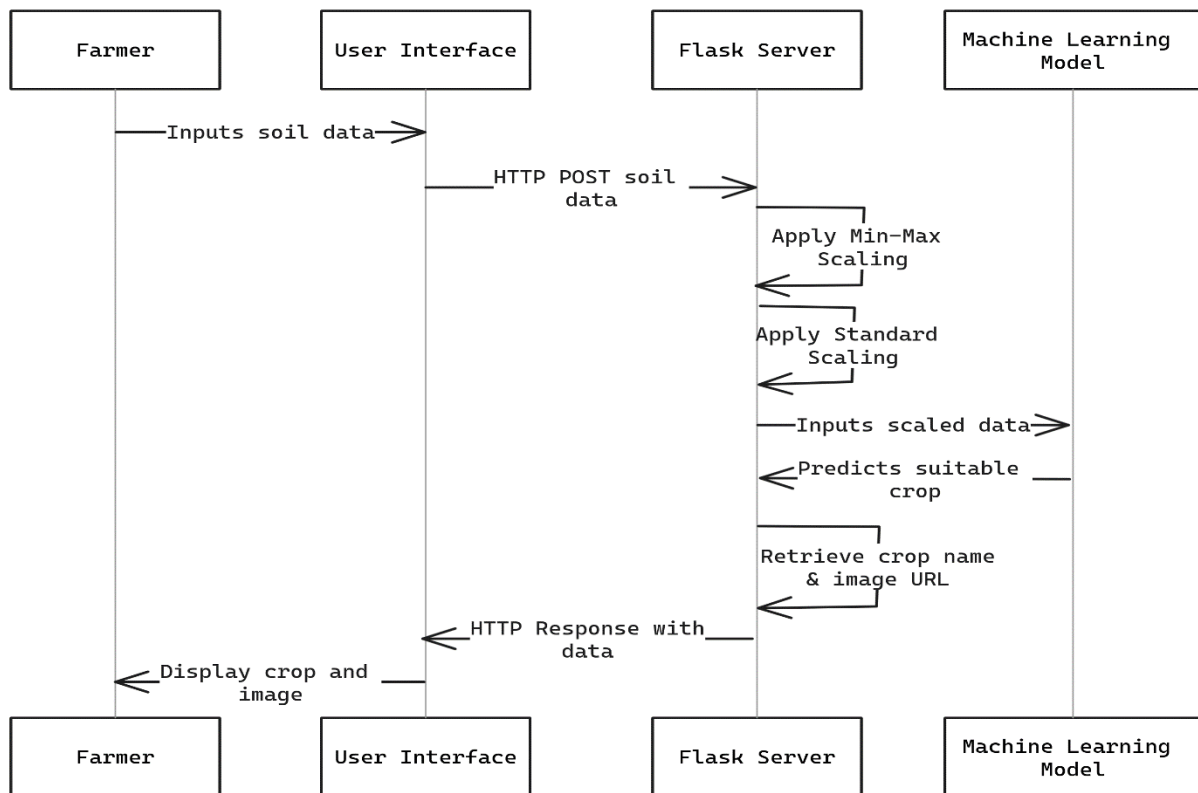 Farmer
User Interface
Flask Server
Machine Learning
Model
Inputs soil data
HTTP POST soil
data
Apply Min-Max
Scaling
Apply Standard
Scaling
Inputs scaled data
Predicts suitable
crop
Retrieve crop name
& image URL
HTTP Response with
data
Display crop and
image
Farmer
User Interface
Flask Server
Machine Learning
Model